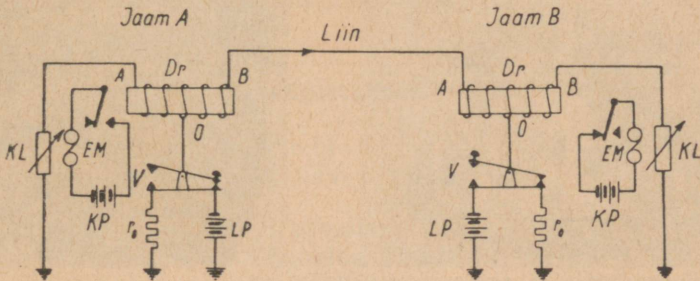 Jaam A
Jaam B
Liin
A Dr B
A Dr B
O
O
KL EM
EM KL
V
V
KP
KP
r₀ LP
LP r₀